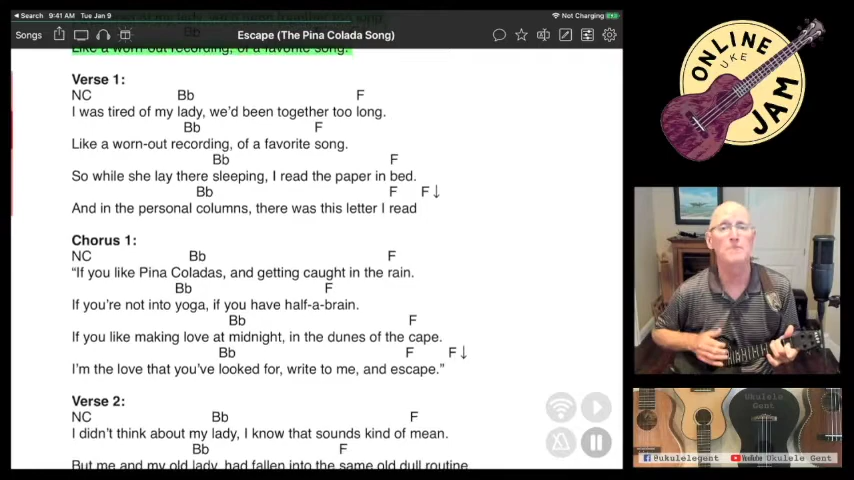 Search 9:41 AM Tue Jan 9
Not Charging
Songs
Escape (The Pina Colada Song)
Like a worn-out recording, of a favorite song.
Verse 1:
NC Bb F
I was tired of my lady, we'd been together too long.
Bb F
Like a worn-out recording, of a favorite song.
Bb F
So while she lay there sleeping, I read the paper in bed.
Bb F F↓
And in the personal columns, there was this letter I read
Chorus 1:
NC Bb F
“If you like Pina Coladas, and getting caught in the rain.
Bb F
If you're not into yoga, if you have half-a-brain.
Bb F
If you like making love at midnight, in the dunes of the cape.
Bb F F↓
I'm the love that you've looked for, write to me, and escape.”
Verse 2:
NC Bb F
I didn't think about my lady, I know that sounds kind of mean.
Bb F
But me and my old lady, had fallen into the same old dull routine
ONLINE
UKE
JAM
Ukulele
Gent
@ukulelegent YouTube Ukulele Gent